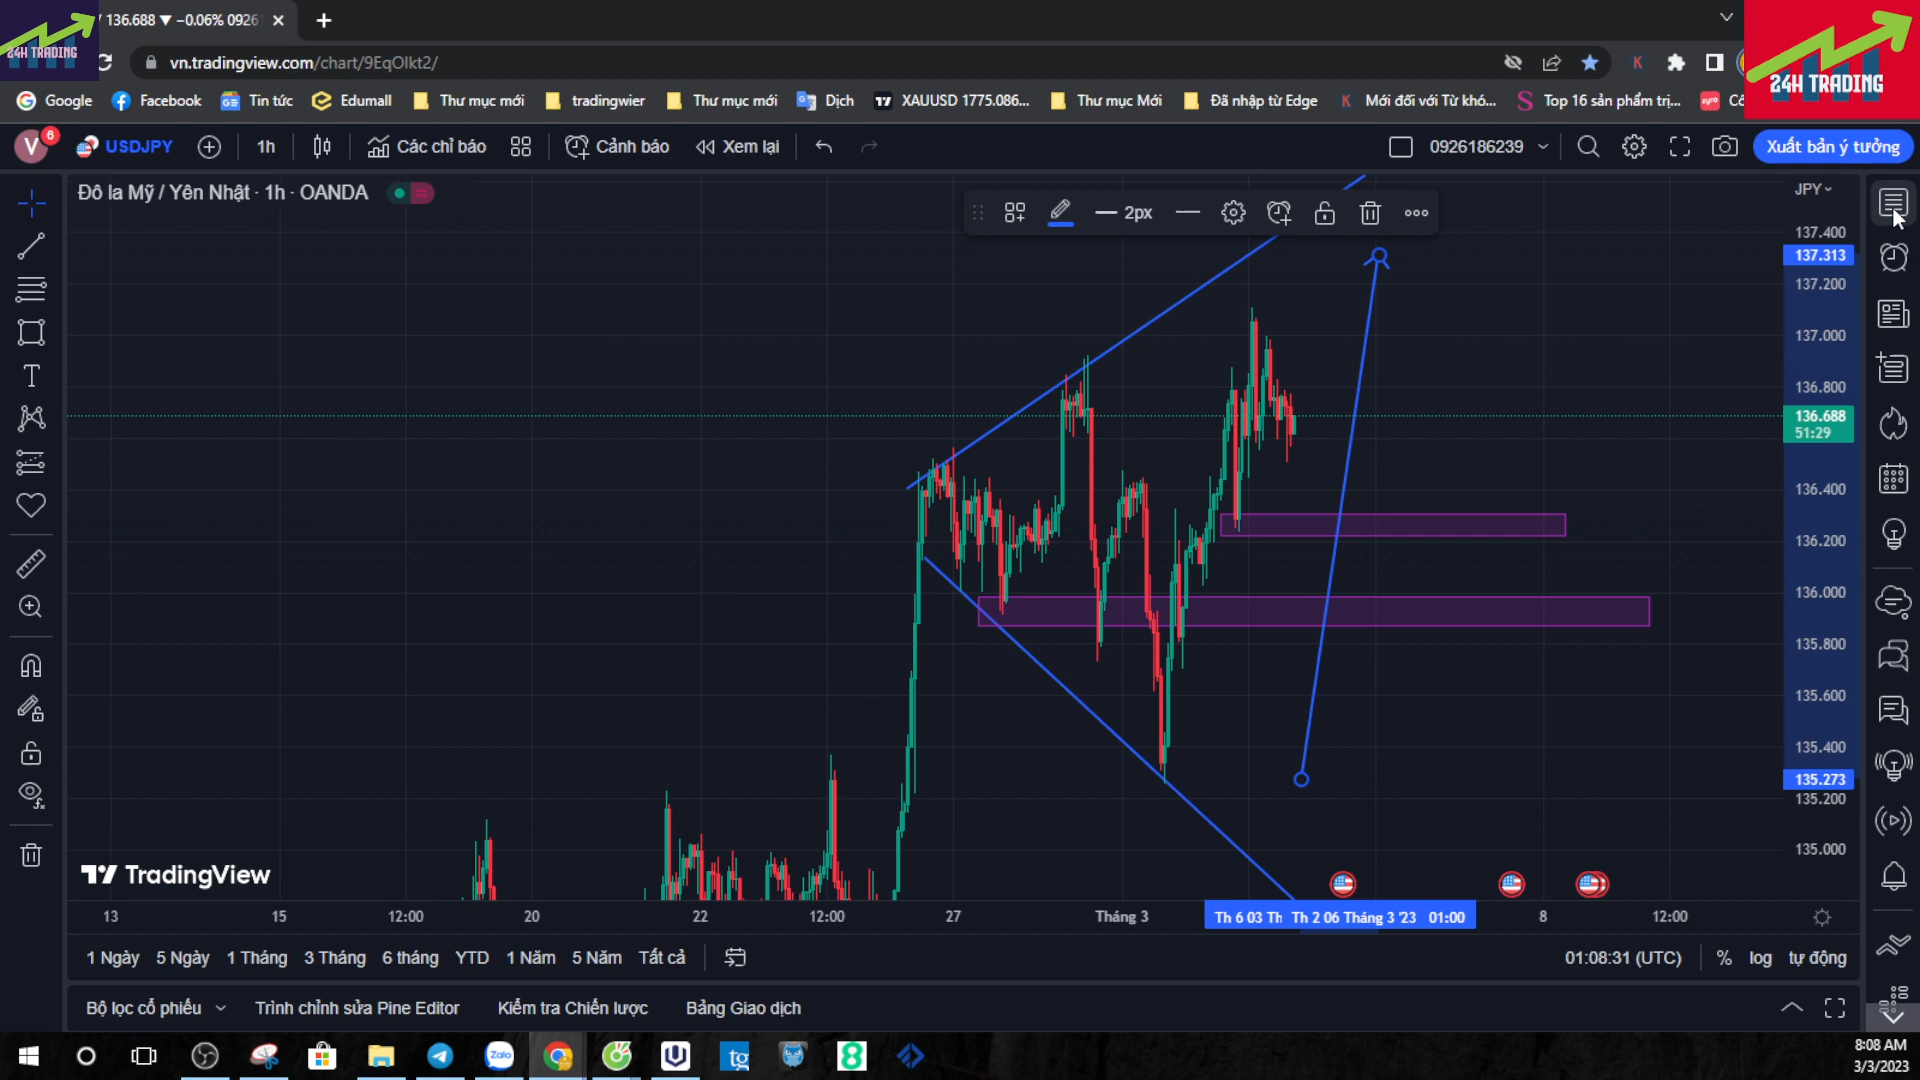 136.688 ▼ −0.06% 0926
24H TRADING
vn.tradingview.com/chart/9EqOlkt2/
24H TRADING
Google
Facebook
Tin tức
Edumall
Thư mục mới
tradingwier
Thư mục mới
Dịch
XAUUSD 1775.086...
Thư mục Mới
Đã nhập từ Edge
Mới đối với Từ khó...
Top 16 sản phẩm trị...
V
6
USDJPY
1h
Các chỉ báo
Cảnh báo
Xem lại
0926186239
Xuất bản ý tưởng
Đô la Mỹ / Yên Nhật · 1h · OANDA
2px
JPY
137.400
137.313
137.200
137.000
136.800
136.688
51:29
136.400
136.200
136.000
135.800
135.600
135.400
135.273
135.200
135.000
TradingView
13
15
12:00
20
22
12:00
27
Tháng 3
Th 6 03 Th
Th 2 06 Tháng 3 '23 01:00
8
12:00
1 Ngày
5 Ngày
1 Tháng
3 Tháng
6 tháng
YTD
1 Năm
5 Năm
Tất cả
01:08:31 (UTC)
%
log
tự động
Bộ lọc cổ phiếu
Trình chỉnh sửa Pine Editor
Kiểm tra Chiến lược
Bảng Giao dịch
Zalo
tg
8
8:08 AM
3/3/2023